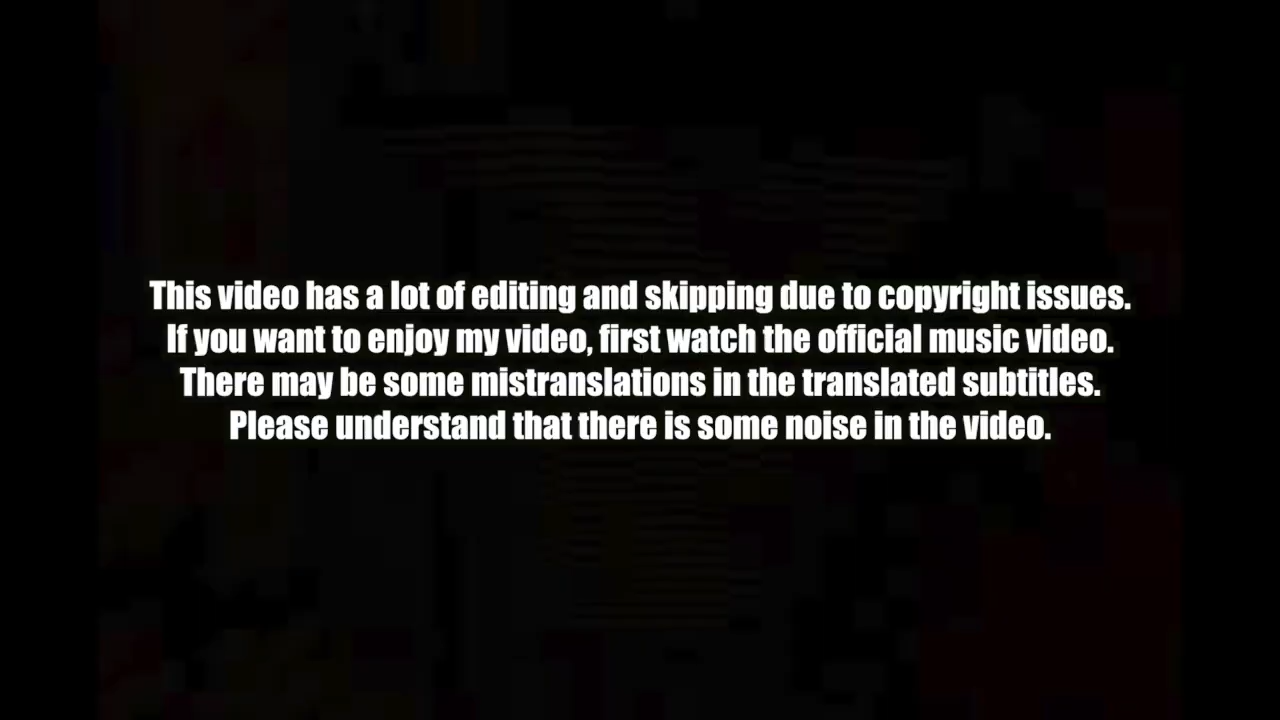 This video has a lot of editing and skipping due to copyright issues.
If you want to enjoy my video, first watch the official music video.
There may be some mistranslations in the translated subtitles.
Please understand that there is some noise in the video.